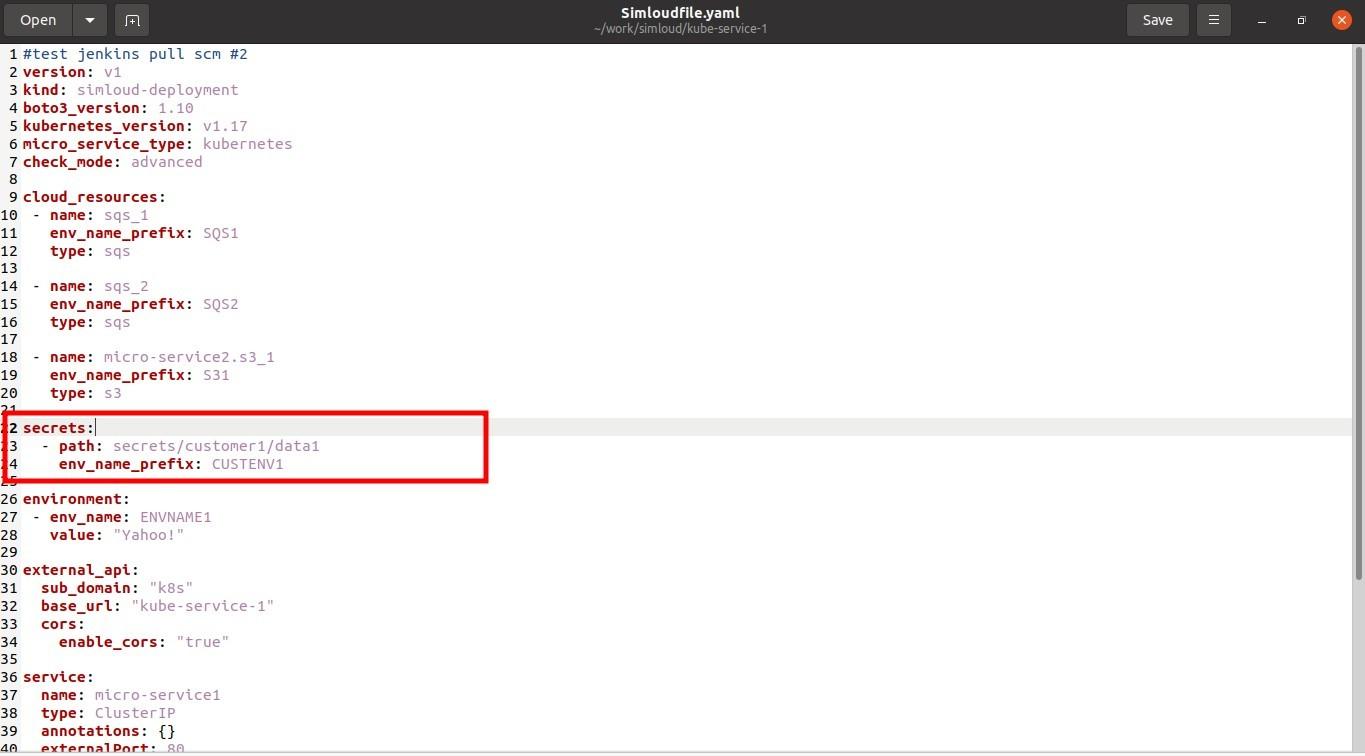 Open
Simloudfile.yaml
~/work/simloud/kube-service-1
Save
1 #test jenkins pull scm #2
2 version: v1
3 kind: simloud-deployment
4 boto3_version: 1.10
5 kubernetes_version: v1.17
6 micro_service_type: kubernetes
7 check_mode: advanced
8
9 cloud_resources:
10 - name: sqs_1
11 env_name_prefix: SQS1
12 type: sqs
13
14 - name: sqs_2
15 env_name_prefix: SQS2
16 type: sqs
17
18 - name: micro-service2.s3_1
19 env_name_prefix: S31
20 type: s3
21
22 secrets:
23 - path: secrets/customer1/data1
24 env_name_prefix: CUSTENV1
25
26 environment:
27 - env_name: ENVNAME1
28 value: "Yahoo!"
29
30 external_api:
31 sub_domain: "k8s"
32 base_url: "kube-service-1"
33 cors:
34 enable_cors: "true"
35
36 service:
37 name: micro-service1
38 type: ClusterIP
39 annotations: {}
40 externalPort: 80